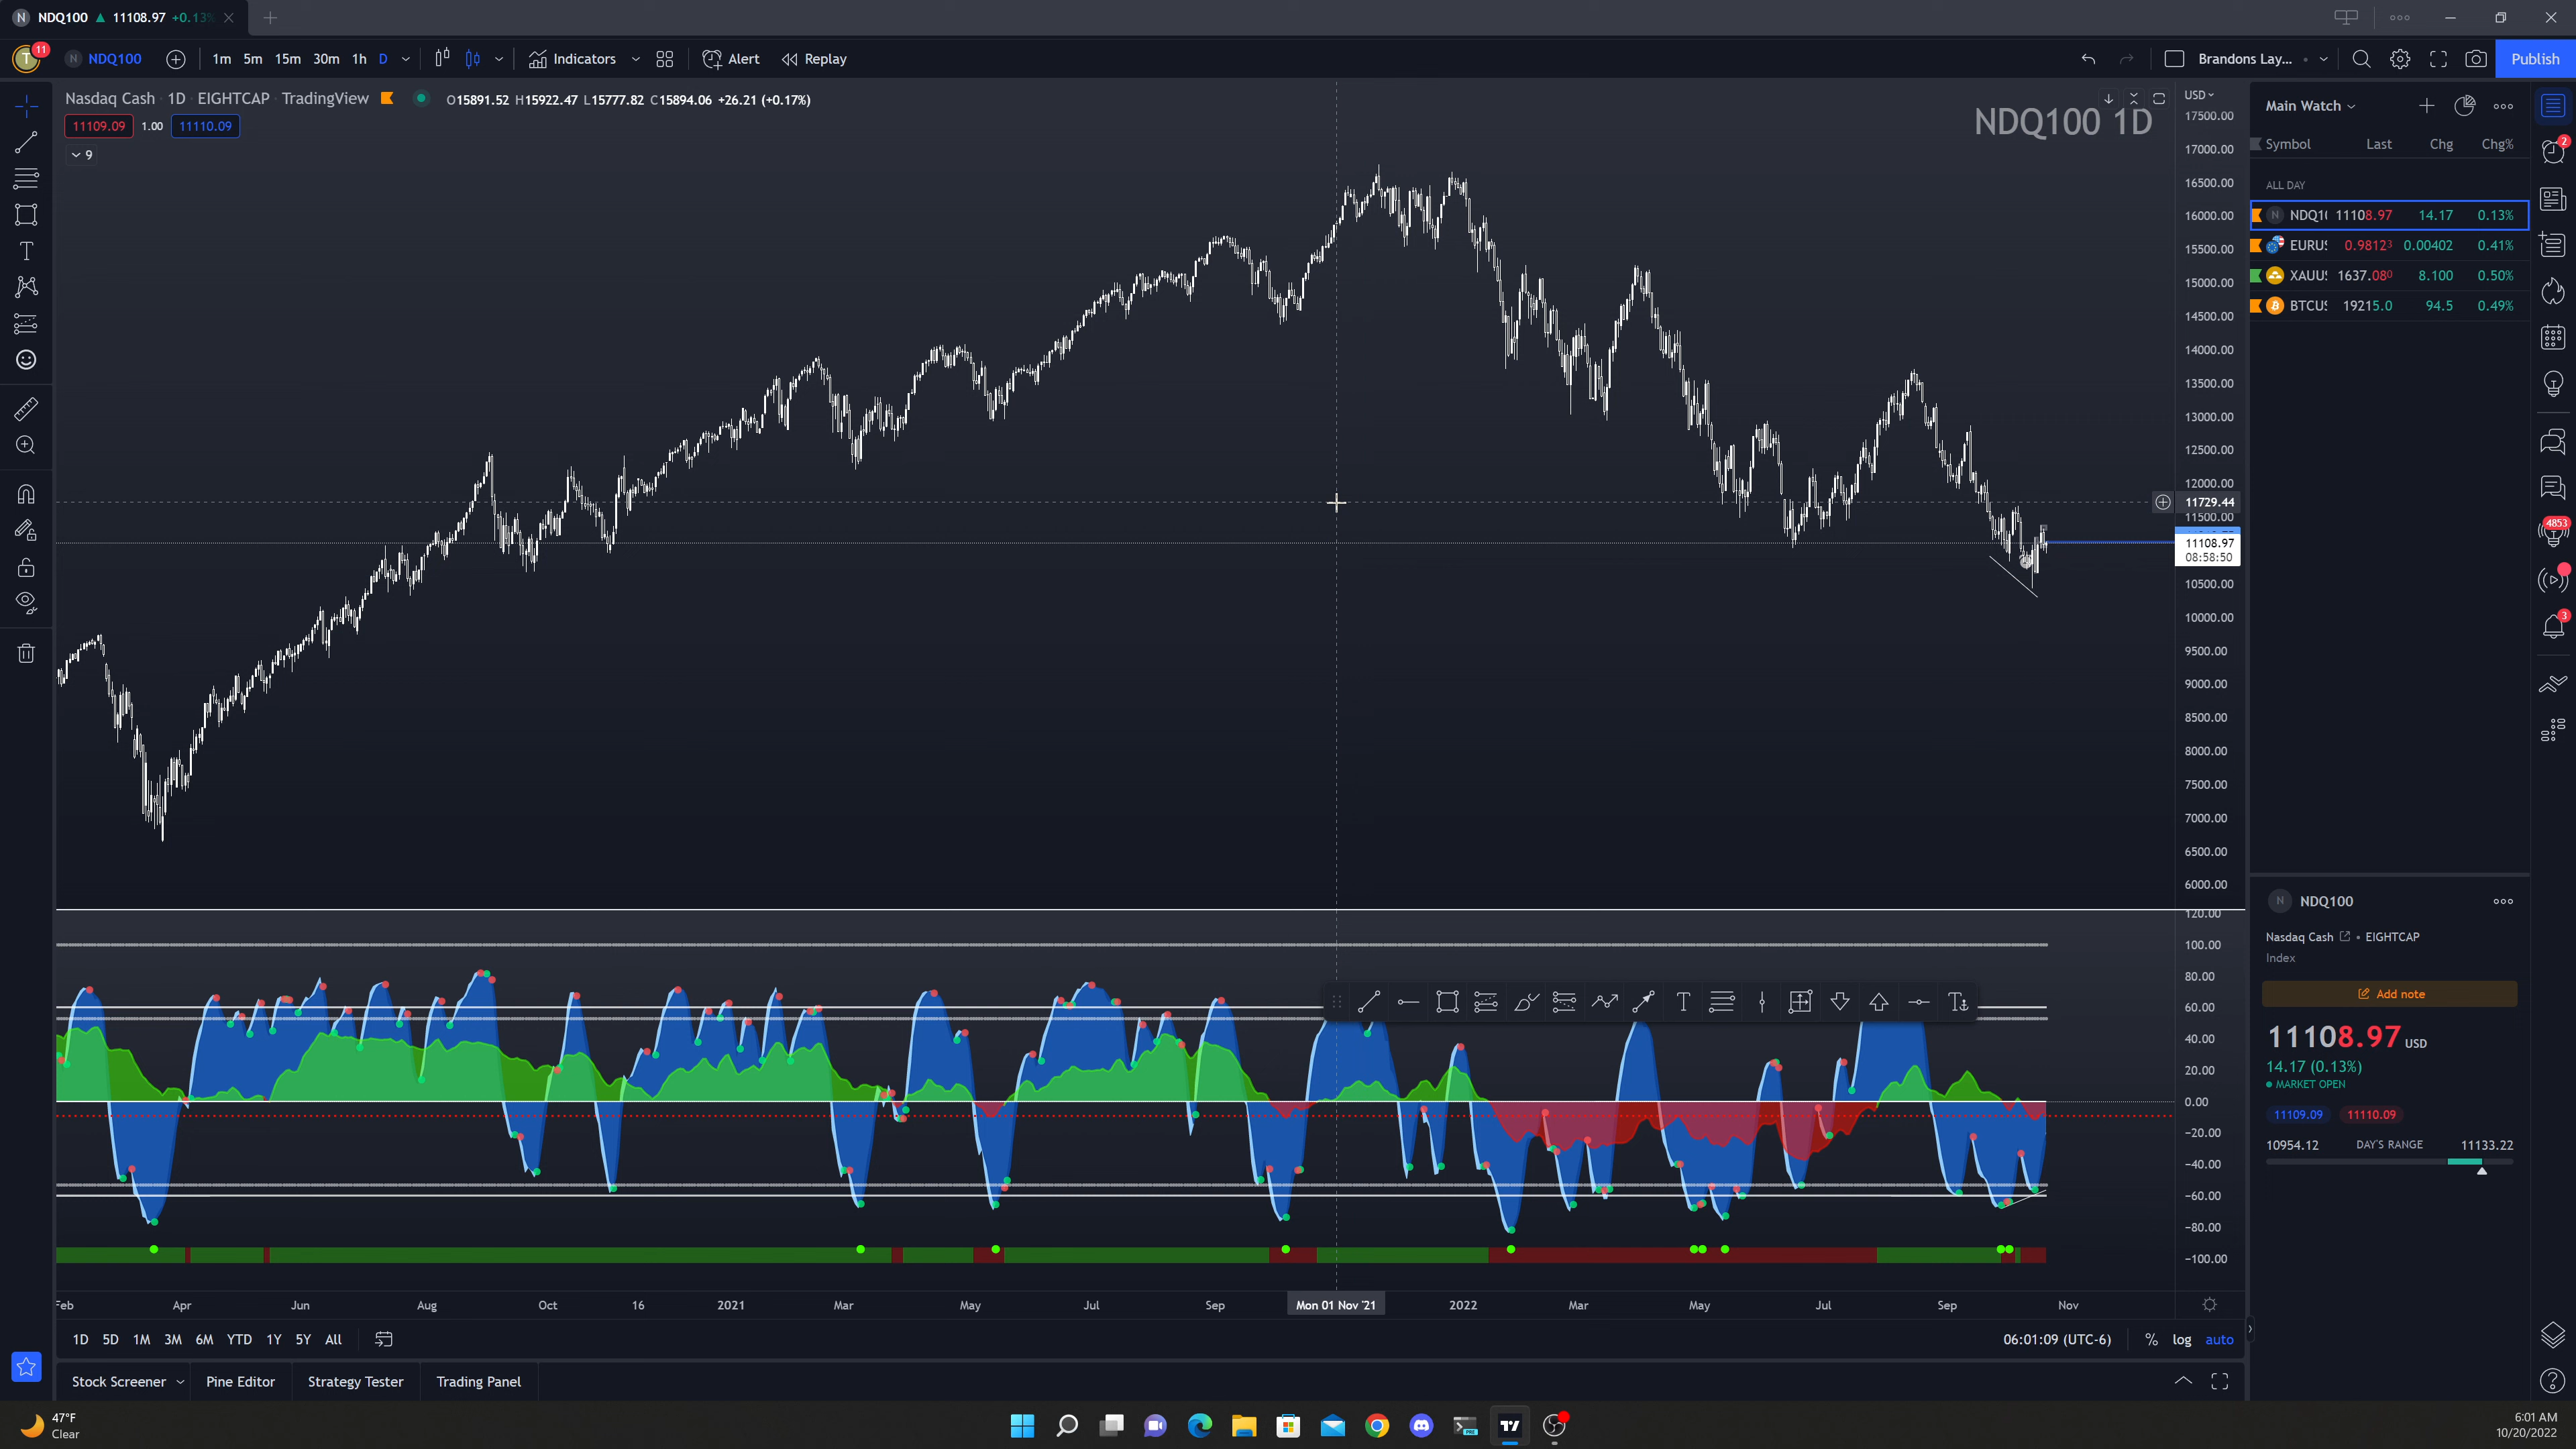 N NDQ100 ▲ 11108.97 +0.13%
T 11 N NDQ100 1m 5m 15m 30m 1h D Indicators Alert Replay Brandons Lay... Publish
Nasdaq Cash · 1D · EIGHTCAP · TradingView O15891.52 H15922.47 L15777.82 C15894.06 +26.21 (+0.17%)
11109.09 1.00 11110.09
9
NDQ100 1D
USD
17500.00
17000.00
16500.00
16000.00
15500.00
15000.00
14500.00
14000.00
13500.00
13000.00
12500.00
12000.00
11729.44
11500.00
11108.97
08:58:50
10500.00
10000.00
9500.00
9000.00
8500.00
8000.00
7500.00
7000.00
6500.00
6000.00
120.00
100.00
80.00
60.00
40.00
20.00
0.00
−20.00
−40.00
−60.00
−80.00
−100.00
Feb Apr Jun Aug Oct 16 2021 Mar May Jul Sep Mon 01 Nov '21 2022 Mar May Jul Sep Nov
1D 5D 1M 3M 6M YTD 1Y 5Y All 06:01:09 (UTC-6) % log auto
Stock Screener Pine Editor Strategy Tester Trading Panel
Main Watch
Symbol Last Chg Chg%
ALL DAY
N NDQ1 11108.97 14.17 0.13%
EURUS 0.98123 0.00402 0.41%
XAUUS 1637.080 8.100 0.50%
BTCUS 19215.0 94.5 0.49%
N NDQ100
Nasdaq Cash • EIGHTCAP
Index
Add note
11108.97 USD
14.17 (0.13%)
MARKET OPEN
11109.09 11110.09
10954.12 DAY'S RANGE 11133.22
2
4853
3
47°F
Clear
PRE
6:01 AM
10/20/2022